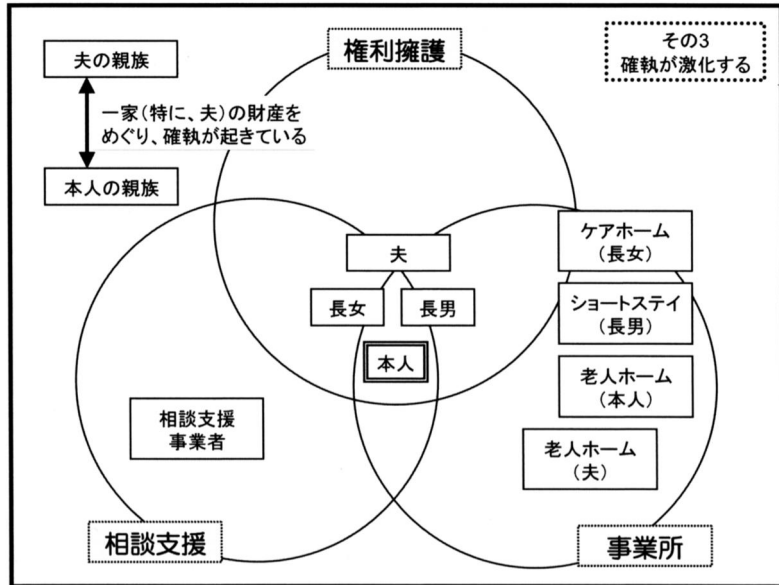 夫の親族
権利擁護
その3
確執が激化する
一家(特に、夫)の財産を
めぐり、確執が起きている
本人の親族
夫
ケアホーム
(長女)
長女
長男
ショートステイ
(長男)
本人
老人ホーム
(本人)
相談支援
事業者
老人ホーム
(夫)
相談支援
事業所